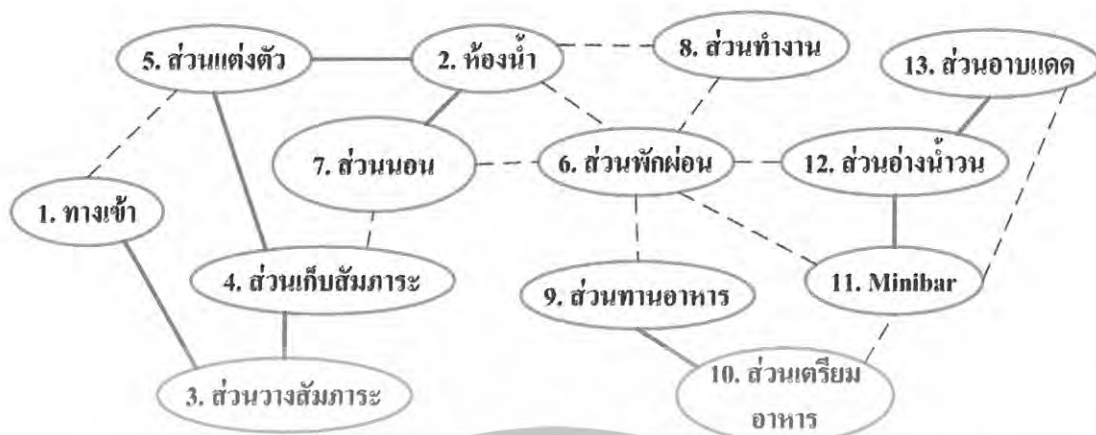 5. ส่วนแต่งตัว
2. ห้องน้ำ
8. ส่วนทำงาน
13. ส่วนอาบแดด
7. ส่วนนอน
6. ส่วนพักผ่อน
12. ส่วนอ่างน้ำวน
1. ทางเข้า
4. ส่วนเก็บสัมภาระ
9. ส่วนทานอาหาร
11. Minibar
3. ส่วนวางสัมภาระ
10. ส่วนเตรียม
อาหาร